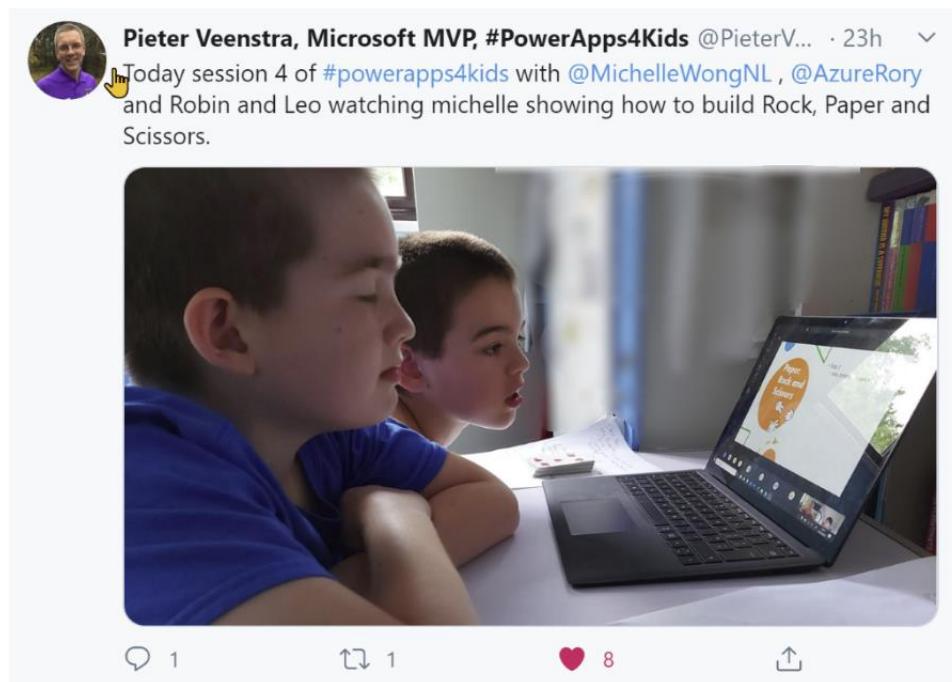 Pieter Veenstra, Microsoft MVP, #PowerApps4Kids @PieterV... · 23h
Today session 4 of #powerapps4kids with @MichelleWongNL , @AzureRory
and Robin and Leo watching michelle showing how to build Rock, Paper and
Scissors.
Paper
Rock and
Scissors
1
1
8